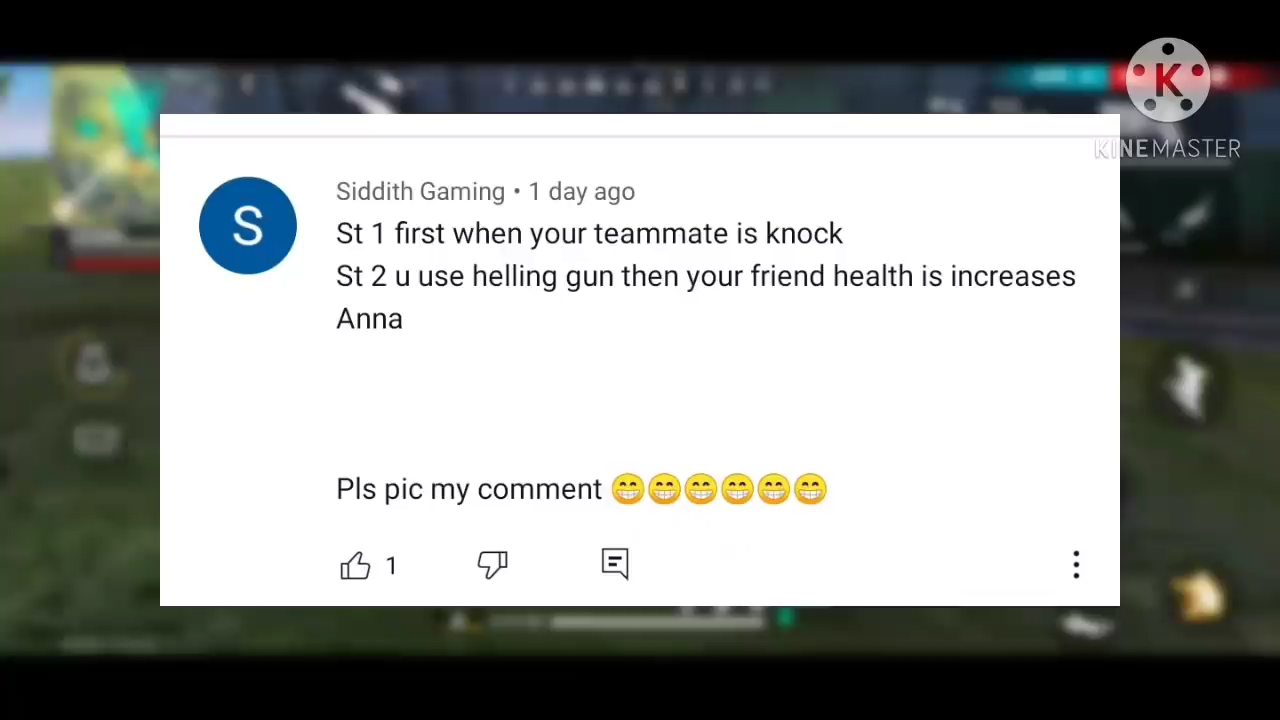 K
KINEMASTER
Siddith Gaming • 1 day ago
S
St 1 first when your teammate is knock
St 2 u use helling gun then your friend health is increases
Anna
Pls pic my comment 😁😁😁😁😁😁
1